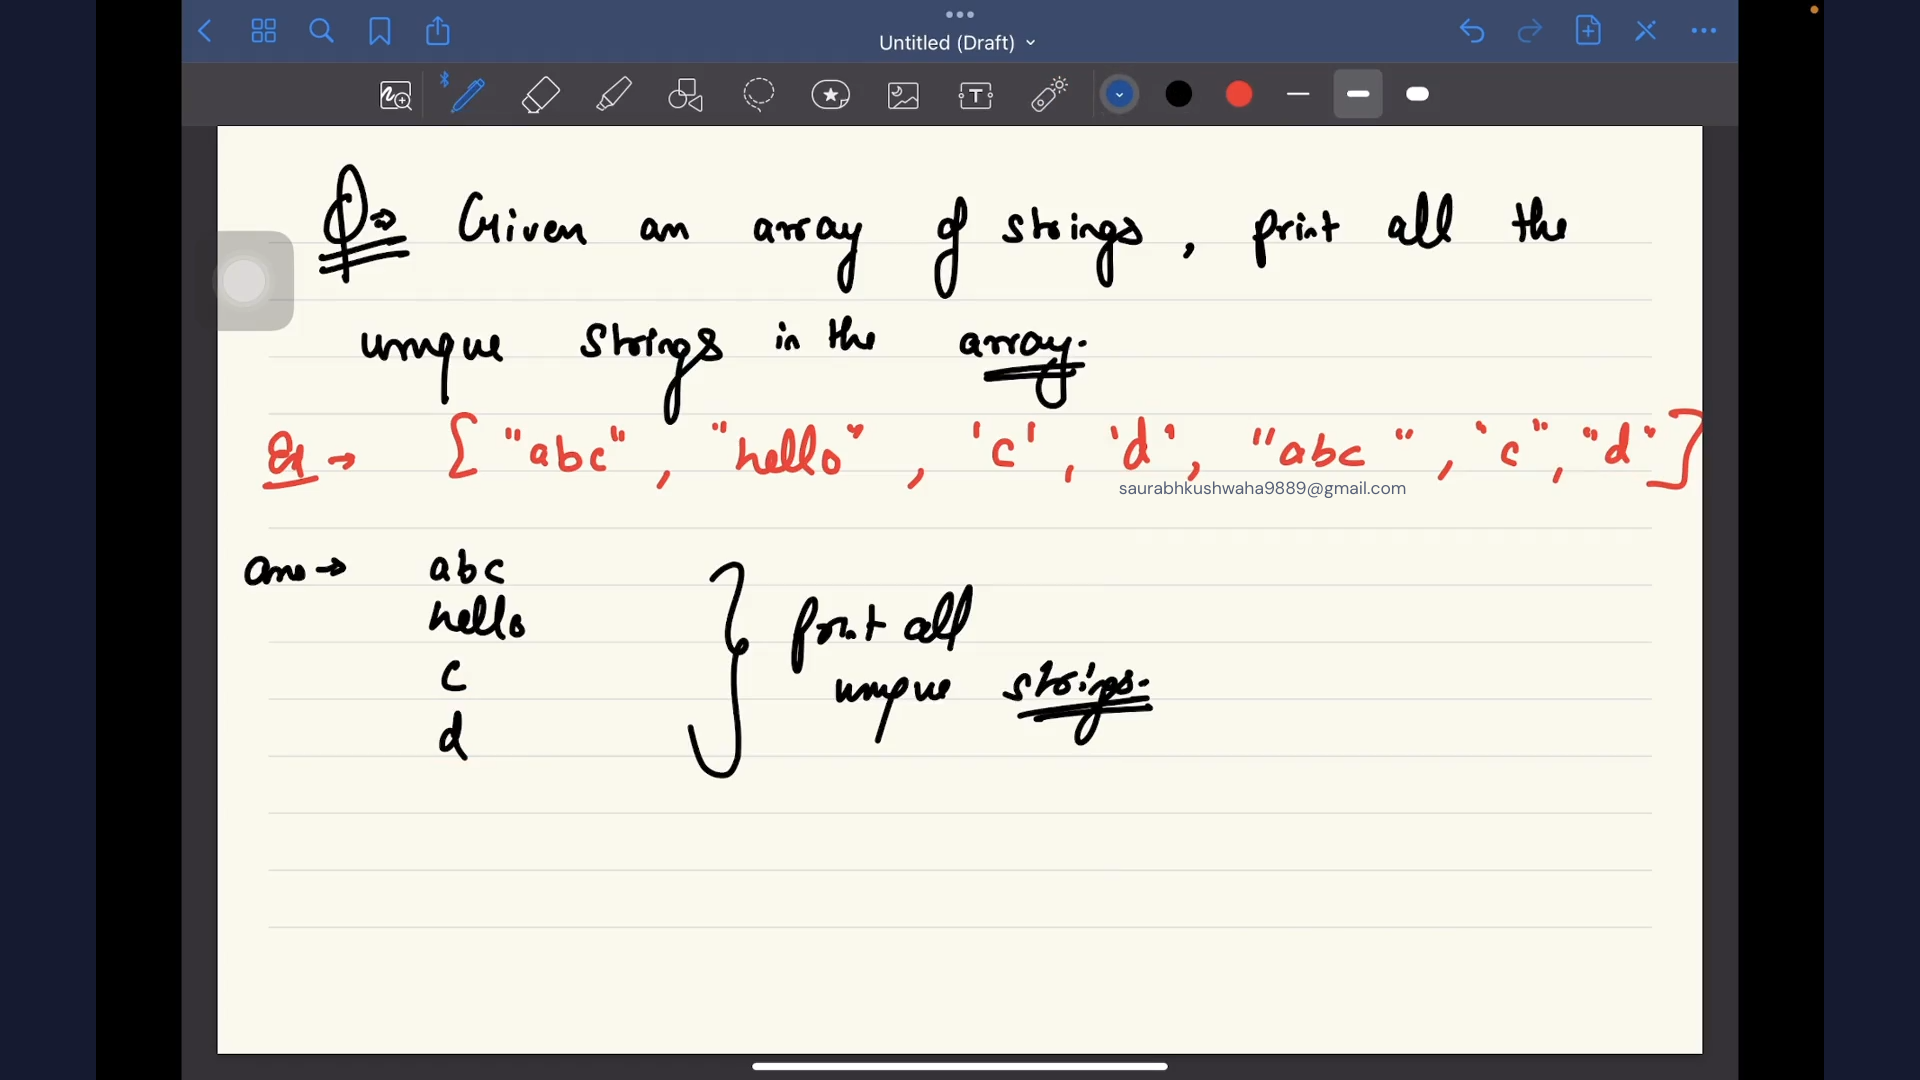 Untitled (Draft)
Q→ Given an array of strings, print all the
unique strings in the array.
Ex → ["abc", "hello", 'c', 'd', "abc", "c", "d"]
saurabhkushwaha9889@gmail.com
Ans → abc
hello
c
d
print all
unique strings.